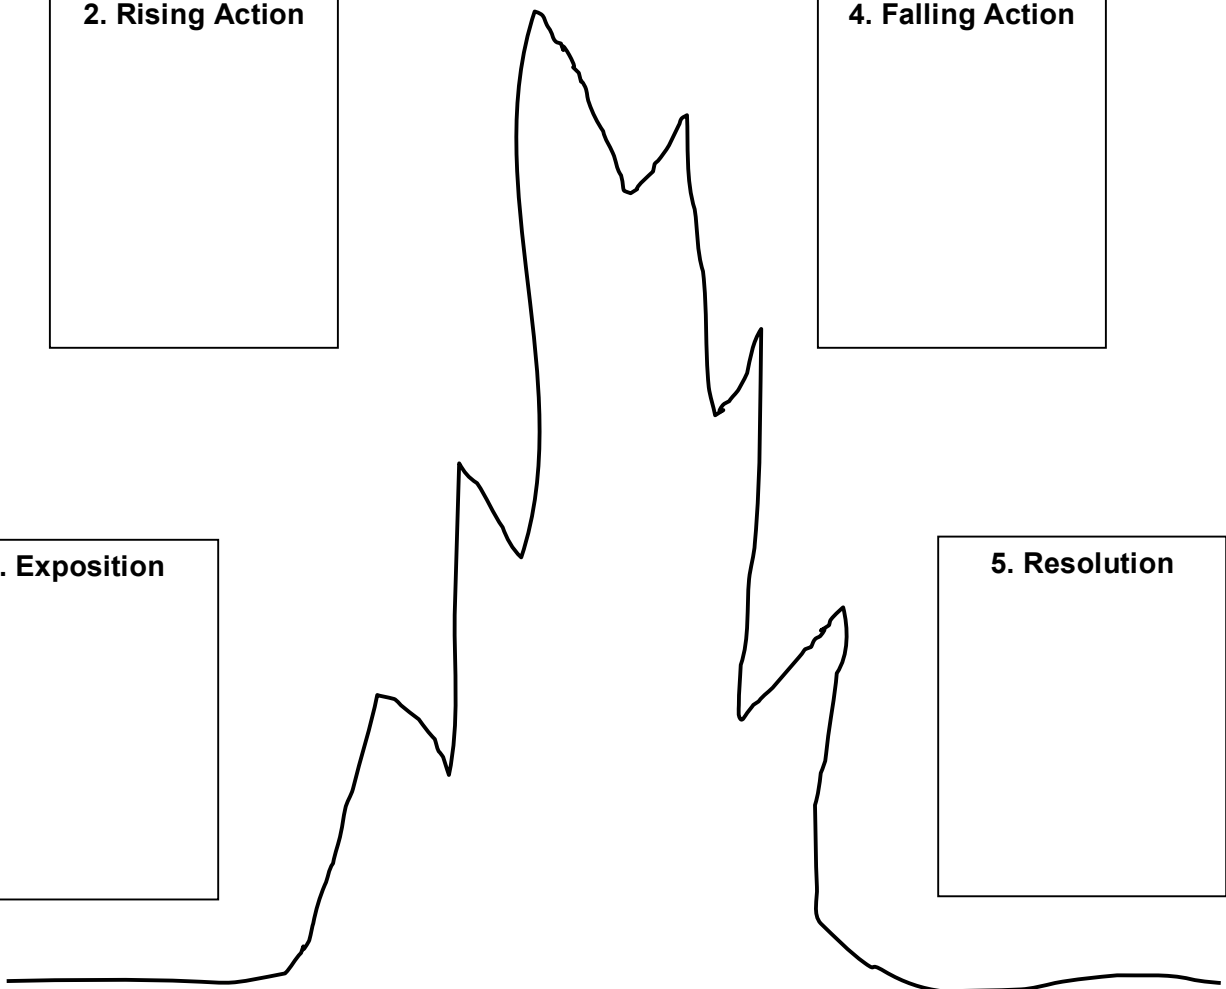 2. Rising Action
4. Falling Action
. Exposition
5. Resolution